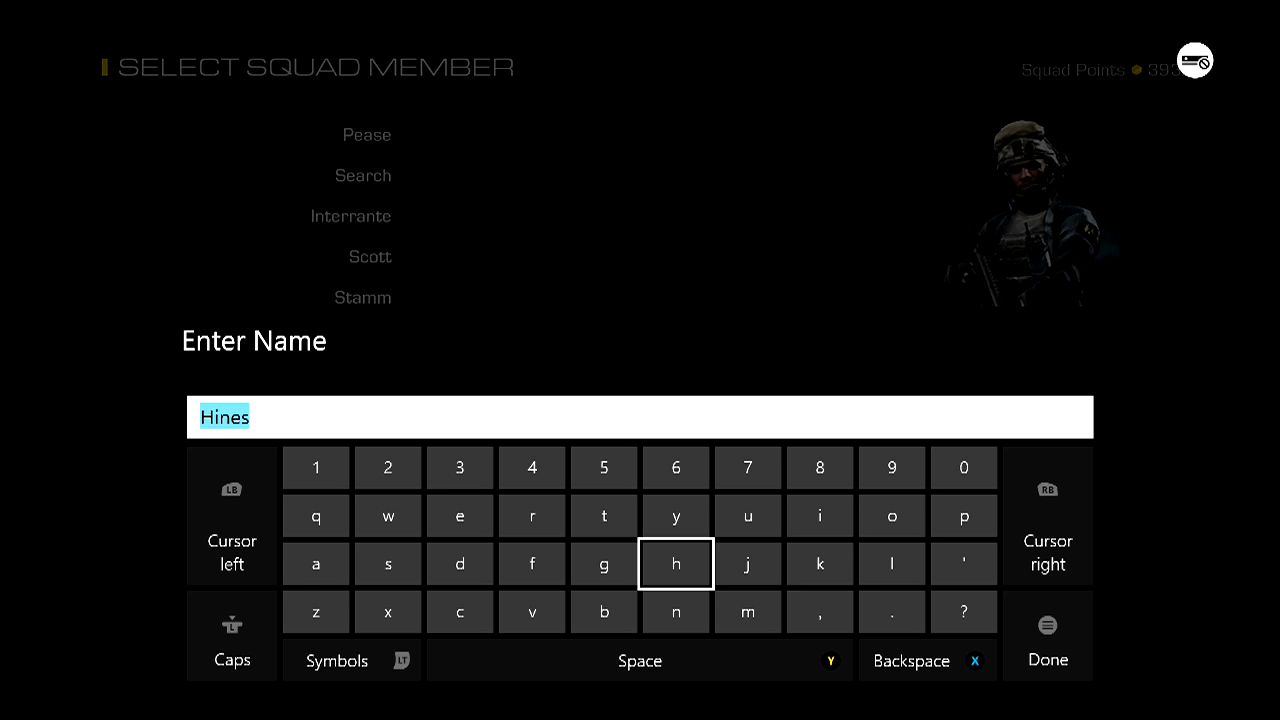 SELECT SQUAD MEMBER
Squad Points 393
Pease
Search
Interrante
Scott
Stamm
Enter Name
Hines
LB Cursor left
1 2 3 4 5 6 7 8 9 0
q w e r t y u i o p
a s d f g h j k l '
z x c v b n m , . ?
RB Cursor right
L Caps
Symbols LT
Space Y
Backspace X
Done